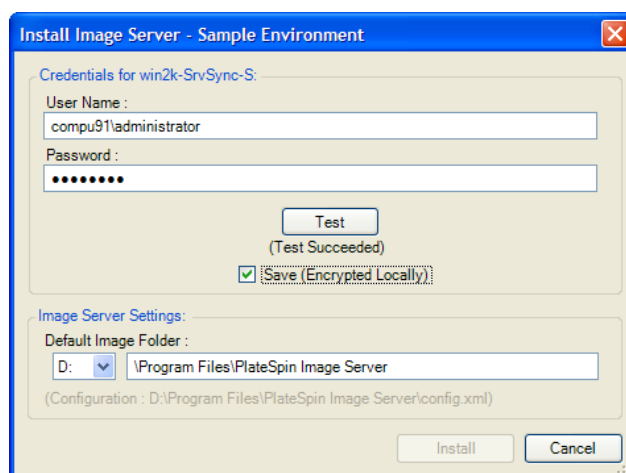 Install Image Server - Sample Environment
Credentials for win2k-SrvSync-S:
User Name :
compu91\administrator
Password :
●●●●●●●●
Test
(Test Succeeded)
Save (Encrypted Locally)
Image Server Settings:
Default Image Folder :
D: \Program Files\PlateSpin Image Server
(Configuration : D:\Program Files\PlateSpin Image Server\config.xml)
Install Cancel